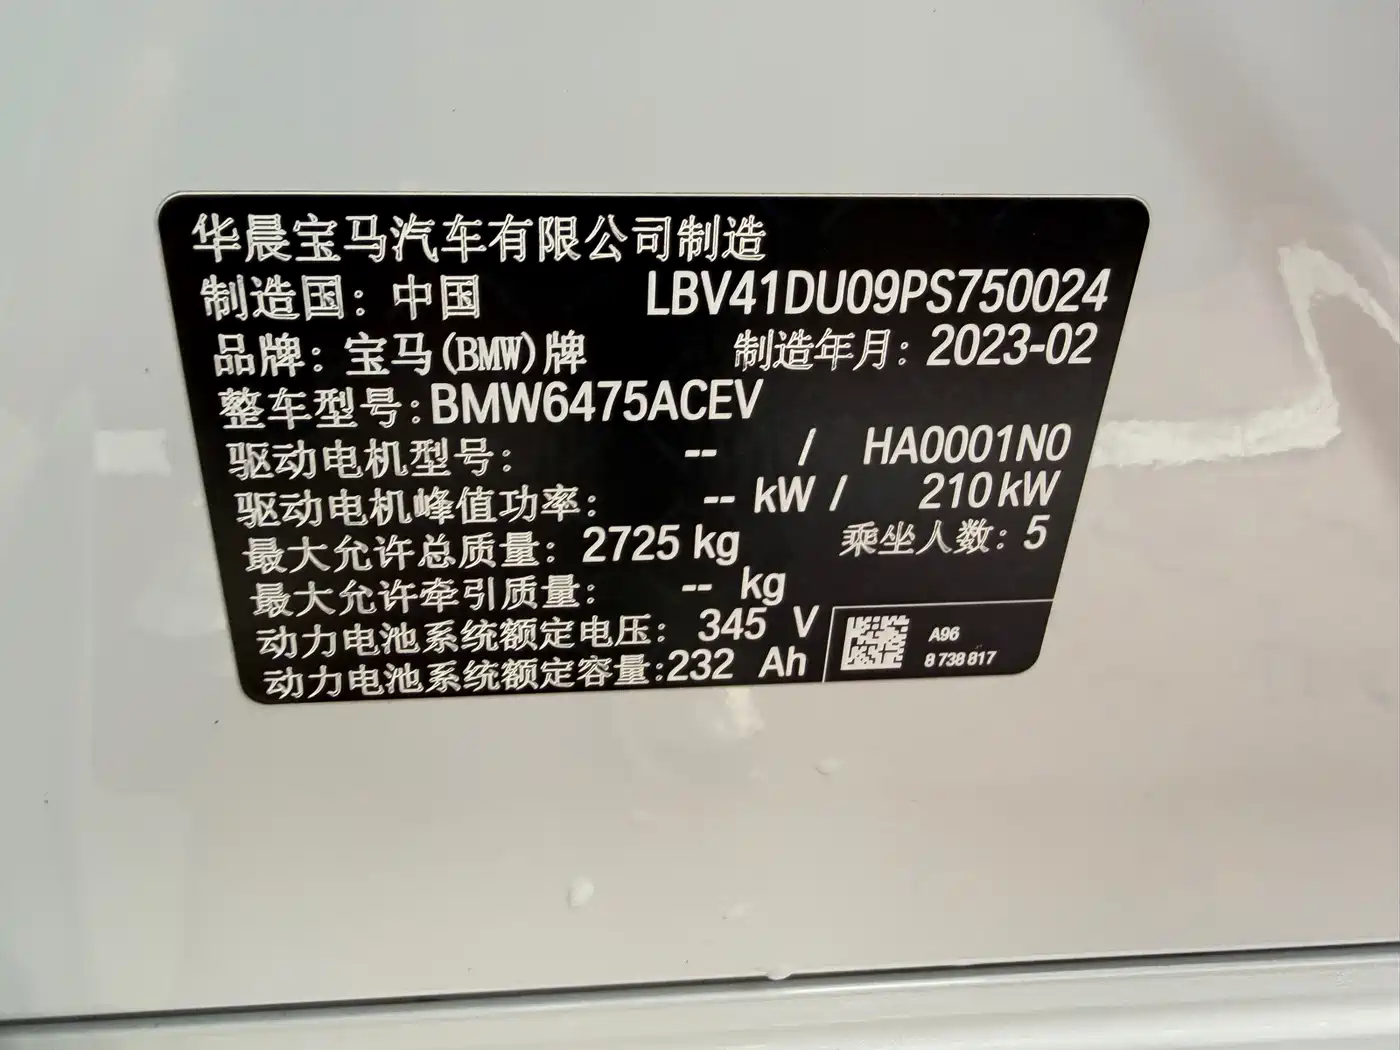 华晨宝马汽车有限公司制造
制造国：中国 LBV41DU09PS750024
品牌：宝马(BMW)牌 制造年月：2023-02
整车型号:BMW6475ACEV
驱动电机型号： -- / HA0001N0
驱动电机峰值功率： -- kW / 210 kW
最大允许总质量：2725 kg 乘坐人数：5
最大允许牵引质量： -- kg
动力电池系统额定电压： 345 V
动力电池系统额定容量:232 Ah
A96
8 738 817